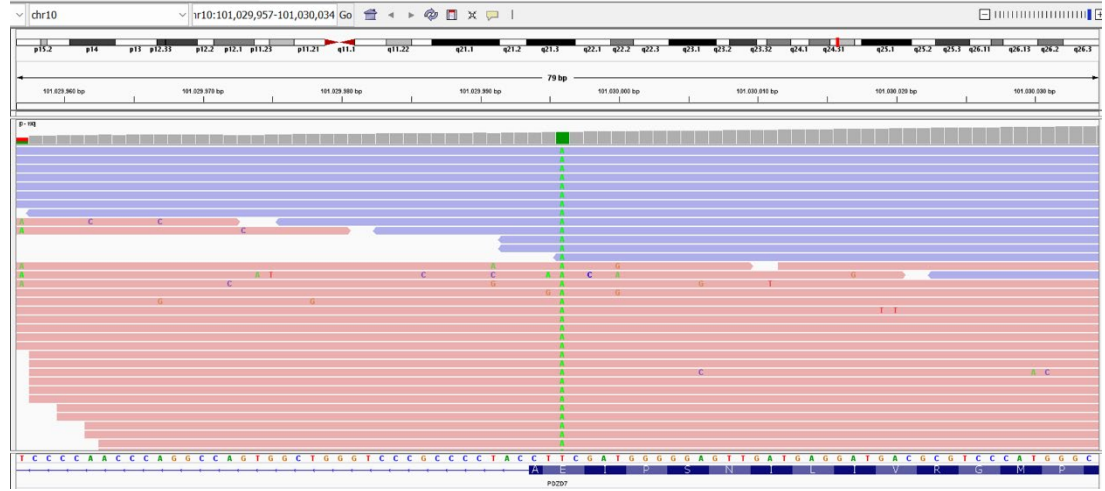 chr10 ır10:101,029,957-101,030,034 Go
p15.2 p14 p13 p12.33 p12.2 p12.1 p11.23 p11.21 q11.1 q11.22 q21.1 q21.2 q21.3 q22.1 q22.2 q22.3 q23.1 q23.2 q23.32 q24.1 q24.31 q25.1 q25.2 q25.3 q26.11 q26.13 q26.2 q26.3
79 bp
101.029.960 bp 101.029.970 bp 101.029.980 bp 101.029.990 bp 101.030.000 bp 101.030.010 bp 101.030.020 bp 101.030.030 bp
A
A
A
A
A
A
A
A
A C C A
A C A
A
A
A
A A A G
A A T C C A A C A G
A C G A G T
G A G
G G A
A T T
A
A
A
A
A
A
A C A C
A
A
A
A
A
A
A
A
T C C C C A A C C C A G G C C A G T G G C T G G G T C C C G C C C C T A C C T T C G A T G G G G G A G T T G A T G A G G A T G A C G C G T C C C A T G G G C
A E I P S N I L I V R G M P
PDZD7